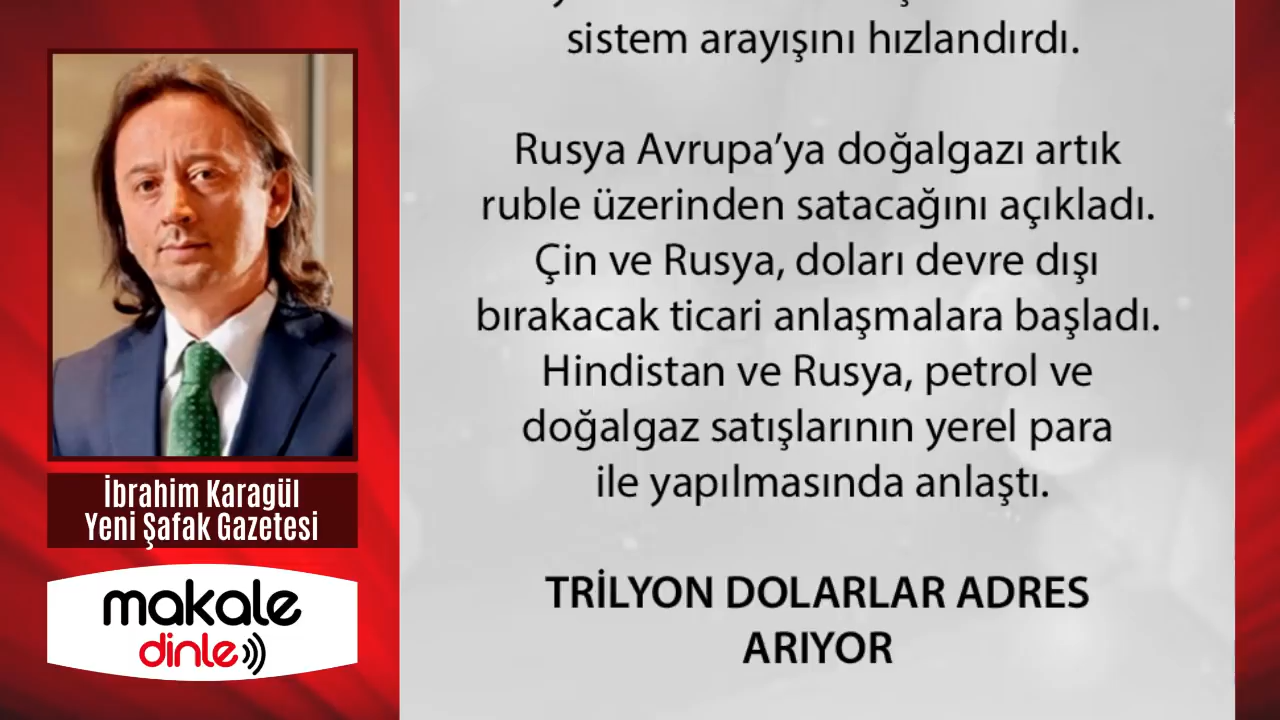 sistem arayışını hızlandırdı.
Rusya Avrupa’ya doğalgazı artık
ruble üzerinden satacağını açıkladı.
Çin ve Rusya, doları devre dışı
bırakacak ticari anlaşmalara başladı.
Hindistan ve Rusya, petrol ve
doğalgaz satışlarının yerel para
ile yapılmasında anlaştı.
TRİLYON DOLARLAR ADRES
ARIYOR
İbrahim Karagül
Yeni Şafak Gazetesi
makale
dinle